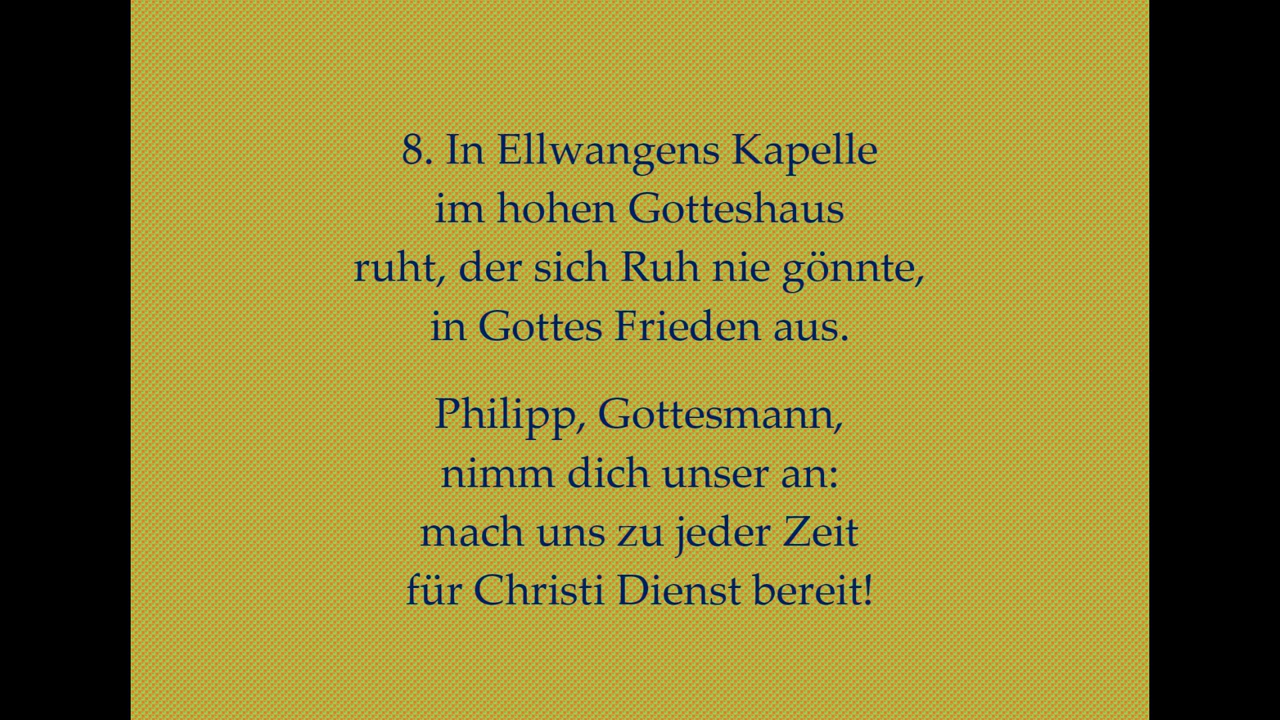 8. In Ellwangens Kapelle
im hohen Gotteshaus
ruht, der sich Ruh nie gönnte,
in Gottes Frieden aus.
Philipp, Gottesmann,
nimm dich unser an:
mach uns zu jeder Zeit
für Christi Dienst bereit!